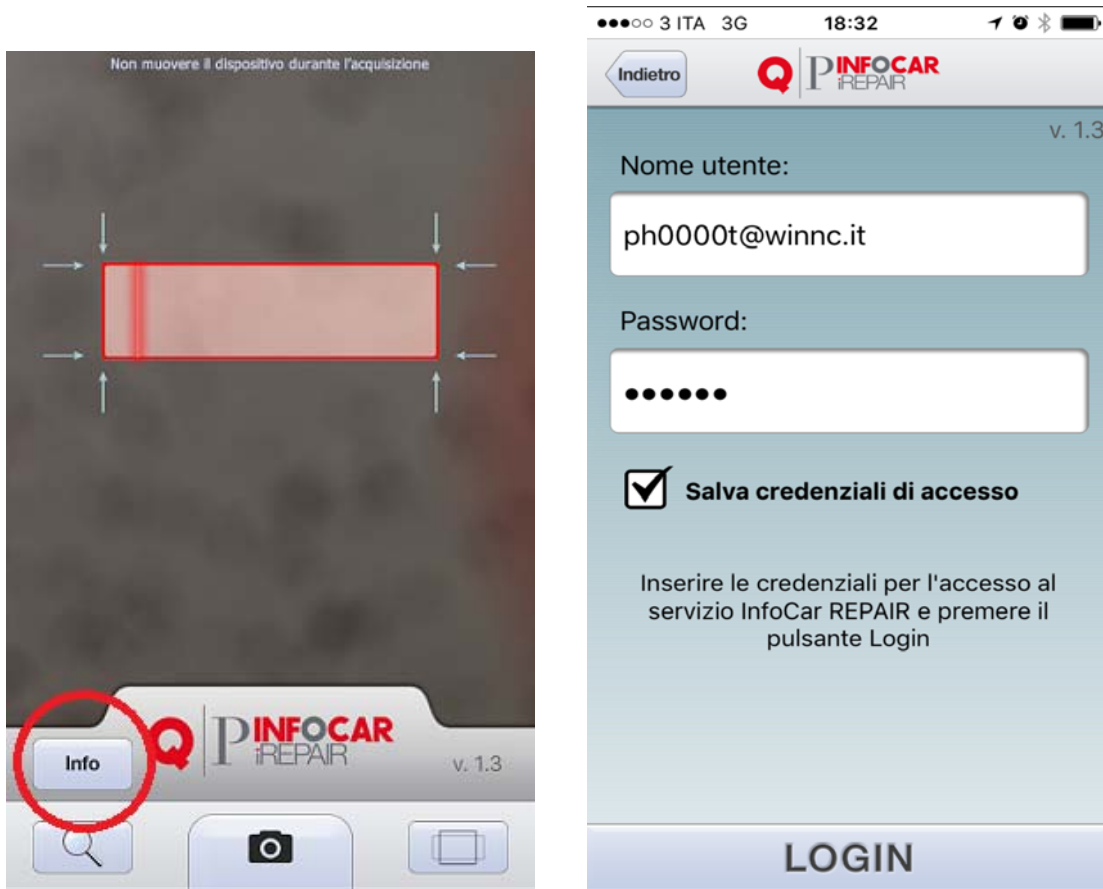 Non muovere il dispositivo durante l'acquisizione
Info
Q P INFOCAR
iREPAIR
v. 1.3
●●●○○ 3 ITA 3G 18:32
Indietro
Q P INFOCAR
iREPAIR
v. 1.3
Nome utente:
ph0000t@winnc.it
Password:
●●●●●●
Salva credenziali di accesso
Inserire le credenziali per l'accesso al
servizio InfoCar REPAIR e premere il
pulsante Login
LOGIN